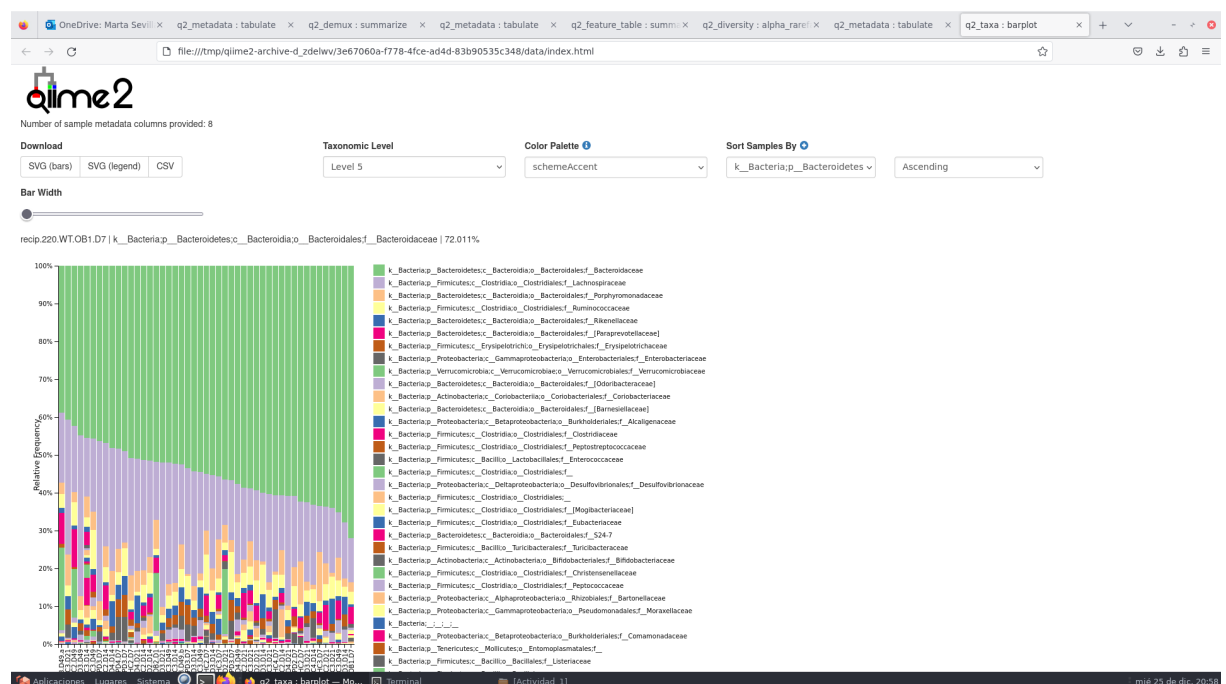 OneDrive: Marta Sevill
q2_metadata : tabulate
q2_demux : summarize
q2_metadata : tabulate
q2_feature_table : summ
q2_diversity : alpha_raref
q2_metadata : tabulate
q2_taxa : barplot
file:///tmp/qiime2-archive-d_zdelwv/3e67060a-f778-4fce-ad4d-83b90535c348/data/index.html
qiime2
Number of sample metadata columns provided: 8
Download Taxonomic Level Color Palette Sort Samples By
SVG (bars) SVG (legend) CSV Level 5 schemeAccent k__Bacteria;p__Bacteroidetes Ascending
Bar Width
recip.220.WT.OB1.D7 | k__Bacteria;p__Bacteroidetes;c__Bacteroidia;o__Bacteroidales;f__Bacteroidaceae | 72.011%
100%
90%
80%
70%
60%
50%
40%
30%
20%
10%
0%
Relative Frequency
k__Bacteria;p__Bacteroidetes;c__Bacteroidia;o__Bacteroidales;f__Bacteroidaceae
k__Bacteria;p__Firmicutes;c__Clostridia;o__Clostridiales;f__Lachnospiraceae
k__Bacteria;p__Bacteroidetes;c__Bacteroidia;o__Bacteroidales;f__Porphyromonadaceae
k__Bacteria;p__Firmicutes;c__Clostridia;o__Clostridiales;f__Ruminococcaceae
k__Bacteria;p__Bacteroidetes;c__Bacteroidia;o__Bacteroidales;f__Rikenellaceae
k__Bacteria;p__Bacteroidetes;c__Bacteroidia;o__Bacteroidales;f__[Paraprevotellaceae]
k__Bacteria;p__Firmicutes;c__Erysipelotrichi;o__Erysipelotrichales;f__Erysipelotrichaceae
k__Bacteria;p__Proteobacteria;c__Gammaproteobacteria;o__Enterobacteriales;f__Enterobacteriaceae
k__Bacteria;p__Verrucomicrobia;c__Verrucomicrobiae;o__Verrucomicrobiales;f__Verrucomicrobiaceae
k__Bacteria;p__Bacteroidetes;c__Bacteroidia;o__Bacteroidales;f__[Odoribacteraceae]
k__Bacteria;p__Actinobacteria;c__Coriobacteriia;o__Coriobacteriales;f__Coriobacteriaceae
k__Bacteria;p__Bacteroidetes;c__Bacteroidia;o__Bacteroidales;f__[Barnesiellaceae]
k__Bacteria;p__Proteobacteria;c__Betaproteobacteria;o__Burkholderiales;f__Alcaligenaceae
k__Bacteria;p__Firmicutes;c__Clostridia;o__Clostridiales;f__Clostridiaceae
k__Bacteria;p__Firmicutes;c__Clostridia;o__Clostridiales;f__Peptostreptococcaceae
k__Bacteria;p__Firmicutes;c__Bacilli;o__Lactobacillales;f__Enterococcaceae
k__Bacteria;p__Firmicutes;c__Clostridia;o__Clostridiales;f__
k__Bacteria;p__Proteobacteria;c__Deltaproteobacteria;o__Desulfovibrionales;f__Desulfovibrionaceae
k__Bacteria;p__Firmicutes;c__Clostridia;o__Clostridiales;__
k__Bacteria;p__Firmicutes;c__Clostridia;o__Clostridiales;f__[Mogibacteriaceae]
k__Bacteria;p__Firmicutes;c__Clostridia;o__Clostridiales;f__Eubacteriaceae
k__Bacteria;p__Bacteroidetes;c__Bacteroidia;o__Bacteroidales;f__S24-7
k__Bacteria;p__Firmicutes;c__Bacilli;o__Turicibacterales;f__Turicibacteraceae
k__Bacteria;p__Actinobacteria;c__Actinobacteria;o__Bifidobacteriales;f__Bifidobacteriaceae
k__Bacteria;p__Firmicutes;c__Clostridia;o__Clostridiales;f__Christensenellaceae
k__Bacteria;p__Firmicutes;c__Clostridia;o__Clostridiales;f__Peptococcaceae
k__Bacteria;p__Proteobacteria;c__Alphaproteobacteria;o__Rhizobiales;f__Bartonellaceae
k__Bacteria;p__Proteobacteria;c__Gammaproteobacteria;o__Pseudomonadales;f__Moraxellaceae
k__Bacteria;__;__;__;__
k__Bacteria;p__Proteobacteria;c__Betaproteobacteria;o__Burkholderiales;f__Comamonadaceae
k__Bacteria;p__Tenericutes;c__Mollicutes;o__Entomoplasmatales;f__
k__Bacteria;p__Firmicutes;c__Bacilli;o__Bacillales;f__Listeriaceae
Aplicaciones Lugares Sistema q2_taxa : barplot — Mo... Terminal [Actividad_1] mié 25 de dic, 20:58